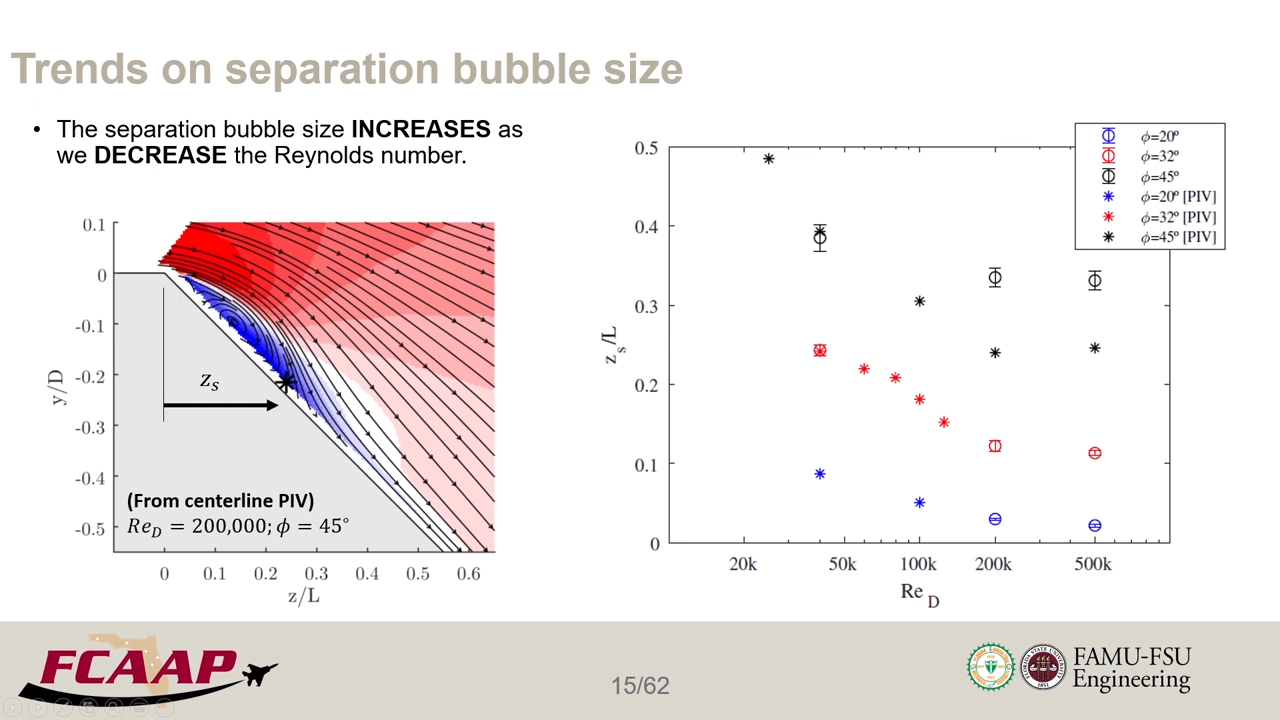 Trends on separation bubble size
• The separation bubble size INCREASES as
we DECREASE the Reynolds number.
0.1
0
-0.1
-0.2
-0.3
-0.4
-0.5
y/D
z_s
(From centerline PIV)
Re_D = 200,000; ϕ = 45°
0 0.1 0.2 0.3 0.4 0.5 0.6
z/L
ϕ=20º
ϕ=32º
ϕ=45º
ϕ=20º [PIV]
ϕ=32º [PIV]
ϕ=45º [PIV]
0.5
0.4
0.3
0.2
0.1
0
z_s/L
20k 50k 100k 200k 500k
Re_D
FCAAP
15/62
FAMU-FSU
Engineering